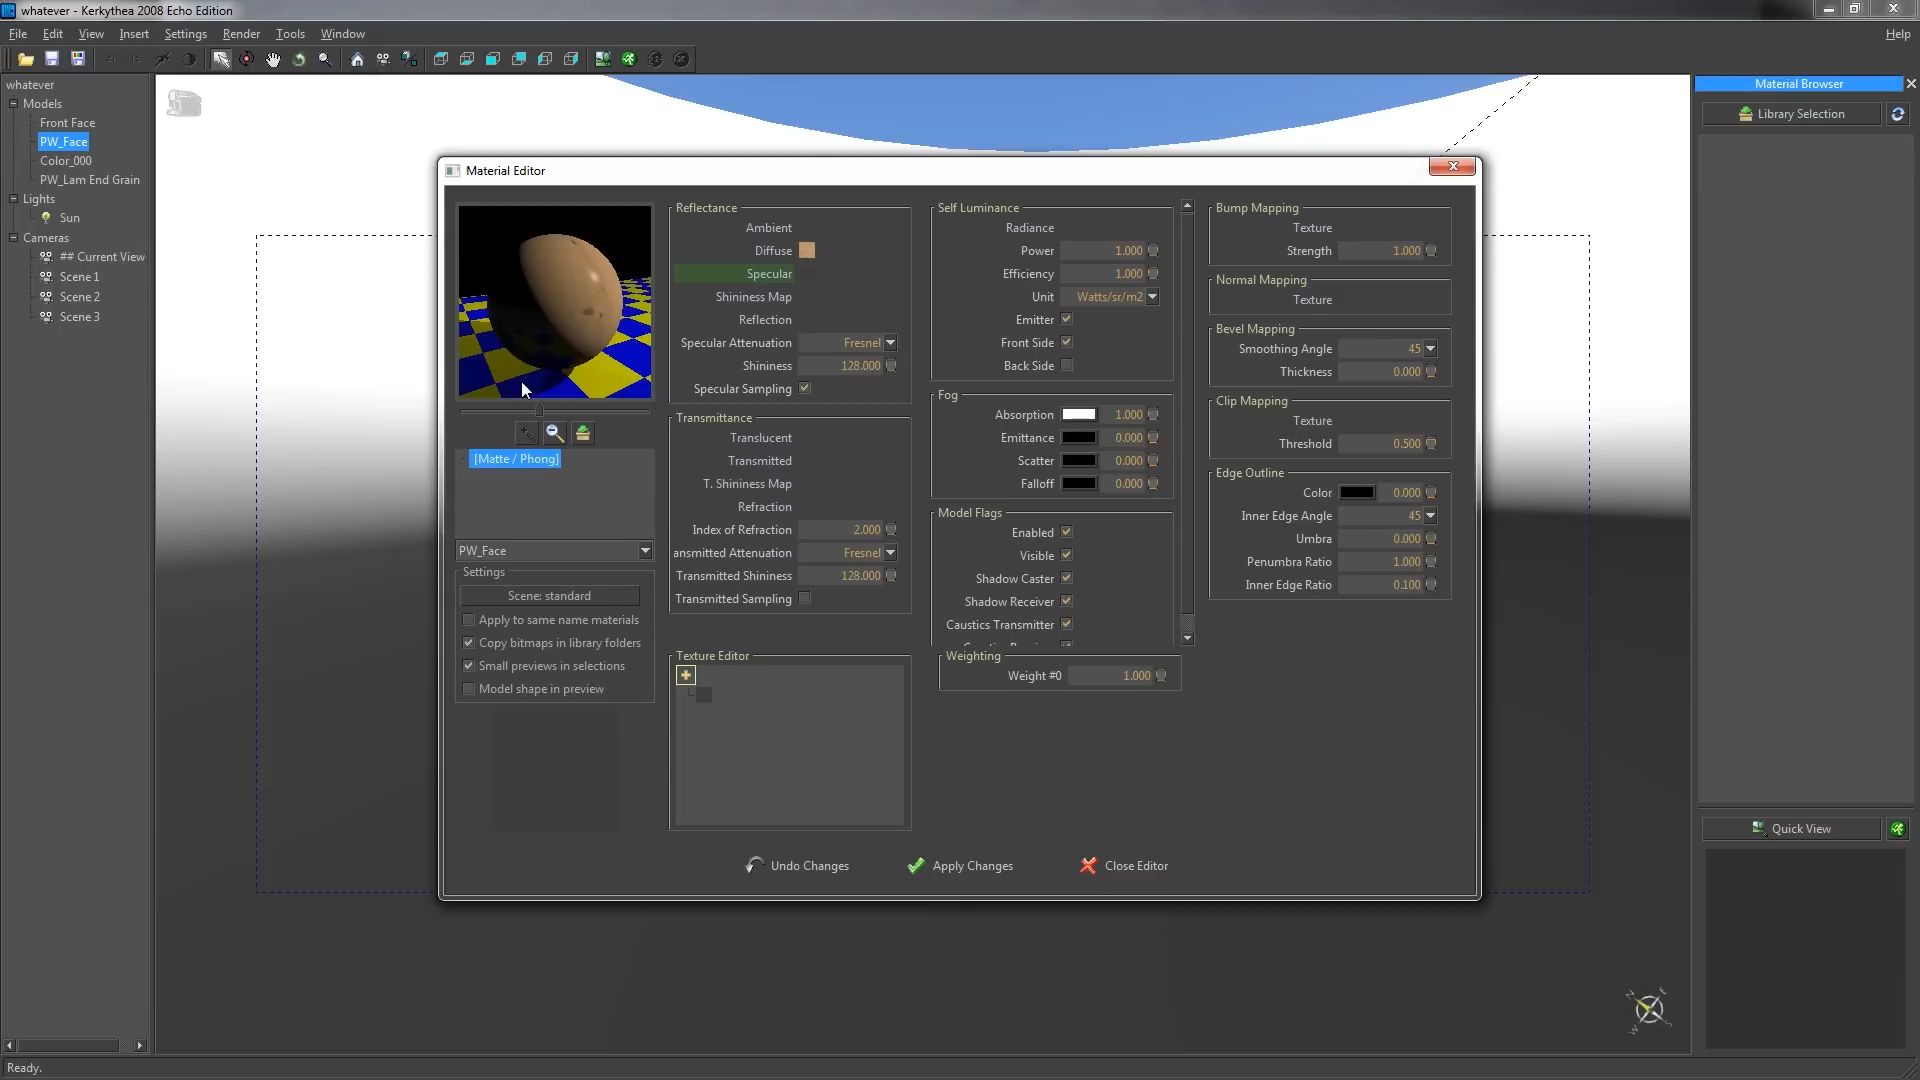 whatever - Kerkythea 2008 Echo Edition
File Edit View Insert Settings Render Tools Window Help
whatever
Models
Front Face
PW_Face
Color_000
PW_Lam End Grain
Lights
Sun
Cameras
## Current View
Scene 1
Scene 2
Scene 3
Material Editor
[Matte / Phong]
PW_Face
Settings
Scene: standard
Apply to same name materials
Copy bitmaps in library folders
Small previews in selections
Model shape in preview
Reflectance
Ambient
Diffuse
Specular
Shininess Map
Reflection
Specular Attenuation Fresnel
Shininess 128.000
Specular Sampling
Transmittance
Translucent
Transmitted
T. Shininess Map
Refraction
Index of Refraction 2.000
ansmitted Attenuation Fresnel
Transmitted Shininess 128.000
Transmitted Sampling
Texture Editor
Self Luminance
Radiance
Power 1.000
Efficiency 1.000
Unit Watts/sr/m2
Emitter
Front Side
Back Side
Fog
Absorption 1.000
Emittance 0.000
Scatter 0.000
Falloff 0.000
Model Flags
Enabled
Visible
Shadow Caster
Shadow Receiver
Caustics Transmitter
Weighting
Weight #0 1.000
Bump Mapping
Texture
Strength 1.000
Normal Mapping
Texture
Bevel Mapping
Smoothing Angle 45
Thickness 0.000
Clip Mapping
Texture
Threshold 0.500
Edge Outline
Color 0.000
Inner Edge Angle 45
Umbra 0.000
Penumbra Ratio 1.000
Inner Edge Ratio 0.100
Undo Changes Apply Changes Close Editor
Material Browser
Library Selection
Quick View
Ready.